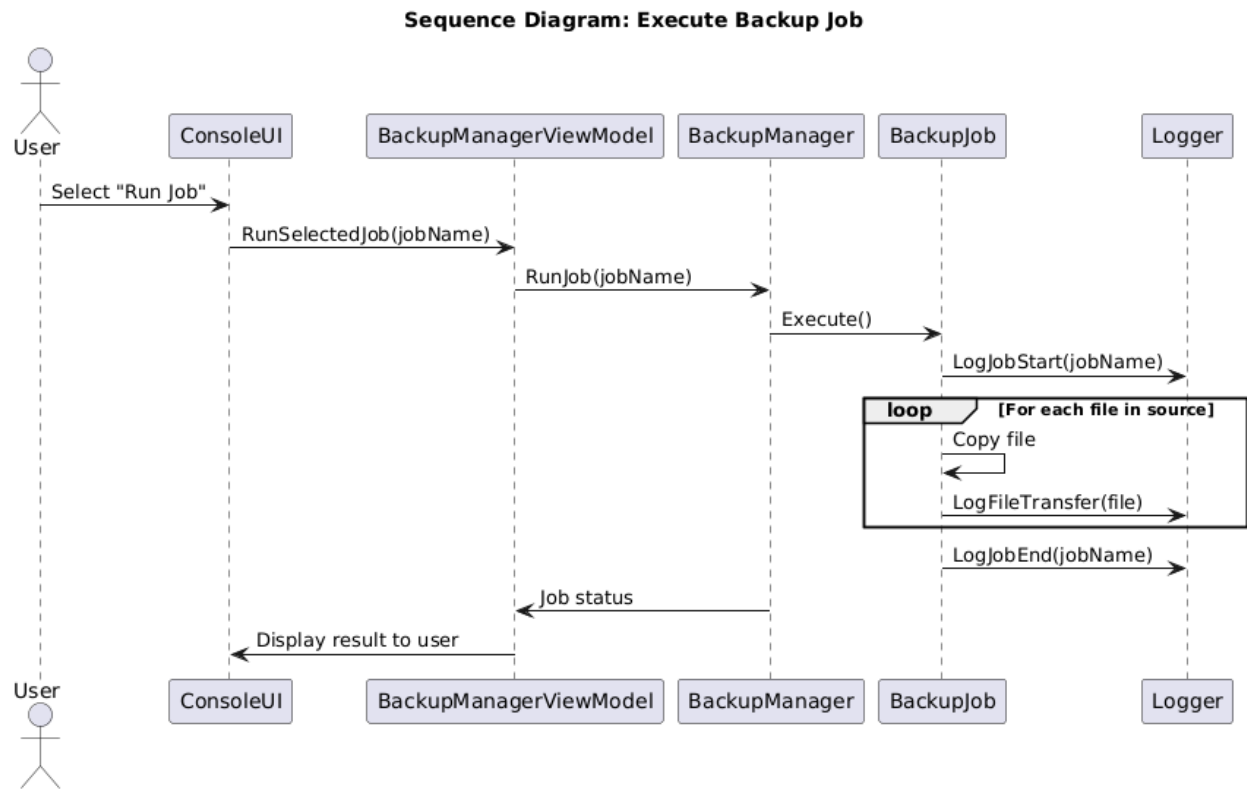 Sequence Diagram: Execute Backup Job
User
ConsoleUI
BackupManagerViewModel
BackupManager
BackupJob
Logger
Select "Run Job"
RunSelectedJob(jobName)
RunJob(jobName)
Execute()
LogJobStart(jobName)
loop
[For each file in source]
Copy file
LogFileTransfer(file)
LogJobEnd(jobName)
Job status
Display result to user
User
ConsoleUI
BackupManagerViewModel
BackupManager
BackupJob
Logger